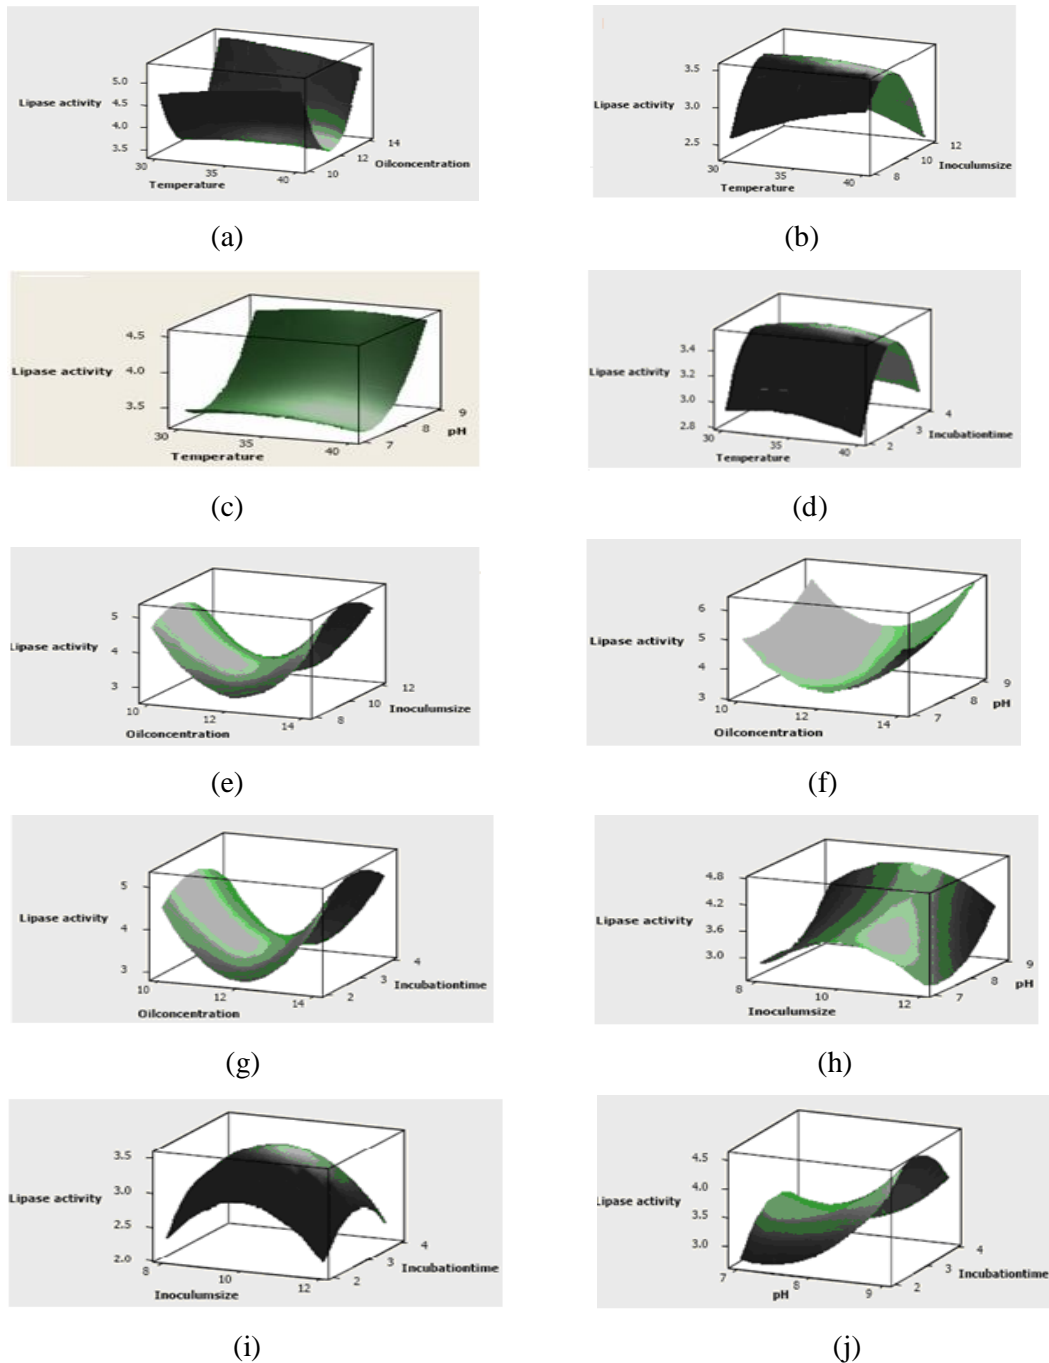 5.0
4.5
4.0
3.5
Lipase activity
30
35
40
Temperature
10
12
14
Oilconcentration
(a)
3.5
3.0
2.5
Lipase activity
30
35
40
Temperature
8
10
12
Inoculumsize
(b)
4.5
4.0
3.5
Lipase activity
30
35
40
Temperature
7
8
9
pH
(c)
3.4
3.2
3.0
2.8
Lipase activity
30
35
40
Temperature
2
3
4
Incubationtime
(d)
5
4
3
Lipase activity
10
12
14
Oilconcentration
8
10
12
Inoculumsize
(e)
6
5
4
3
Lipase activity
10
12
14
Oilconcentration
7
8
9
pH
(f)
5
4
3
Lipase activity
10
12
14
Oilconcentration
2
3
4
Incubationtime
(g)
4.8
4.2
3.6
3.0
Lipase activity
8
10
12
Inoculumsize
7
8
9
pH
(h)
3.5
3.0
2.5
2.0
Lipase activity
8
10
12
Inoculumsize
2
3
4
Incubationtime
(i)
4.5
4.0
3.5
3.0
Lipase activity
7
8
9
pH
2
3
4
Incubationtime
(j)